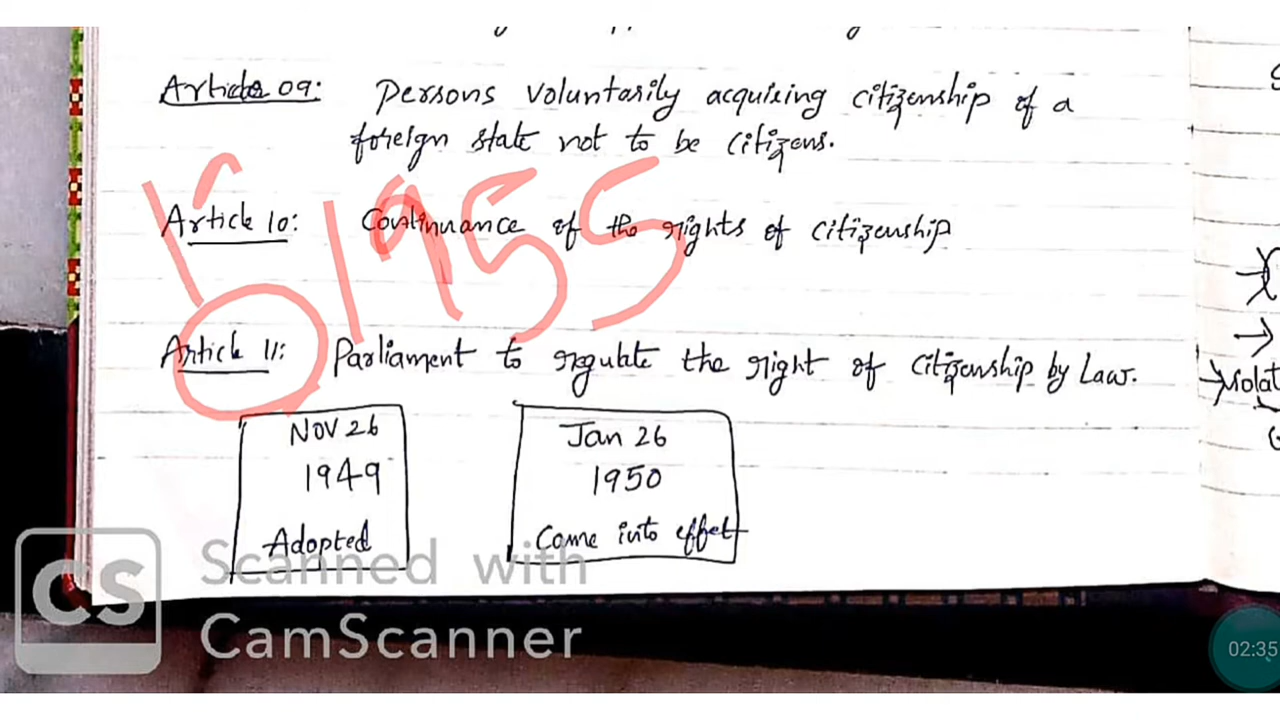 Article 09: Persons voluntarily acquiring citizenship of a
foreign state not to be citizens.
1955
Article 10: Continuance of the rights of citizenship
Article 11: Parliament to regulate the right of citizenship by Law.
Nov 26
1949
Adopted
Jan 26
1950
Come into effect
Violat
CS
Scanned with
CamScanner
02:35